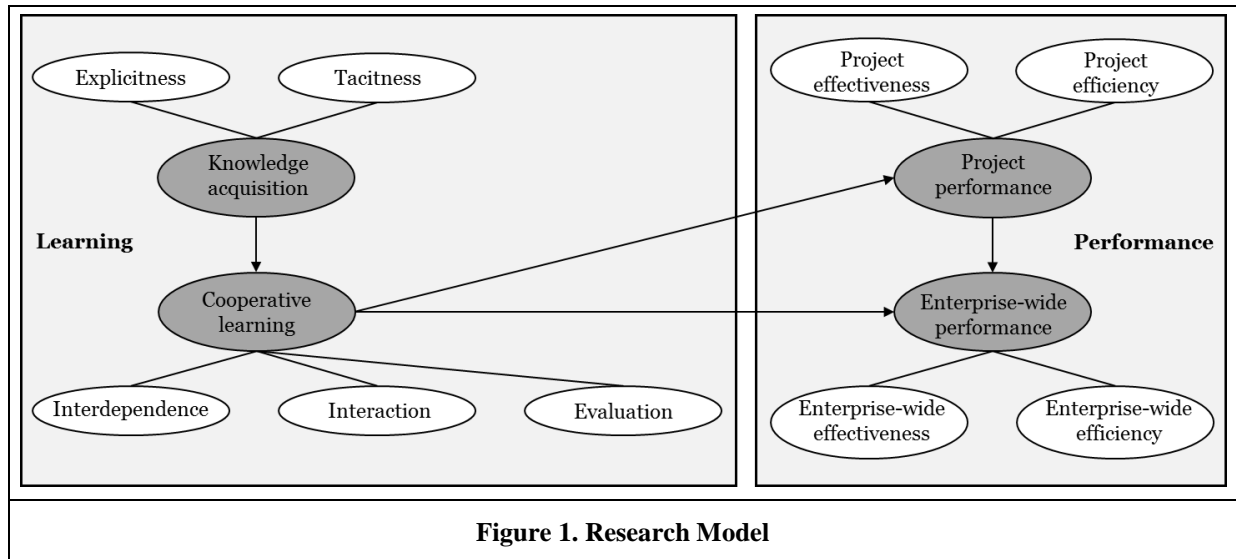 Explicitness
Tacitness
Knowledge
acquisition
Learning
Cooperative
learning
Interdependence
Interaction
Evaluation
Project
effectiveness
Project
efficiency
Project
performance
Performance
Enterprise-wide
performance
Enterprise-wide
effectiveness
Enterprise-wide
efficiency
Figure 1. Research Model